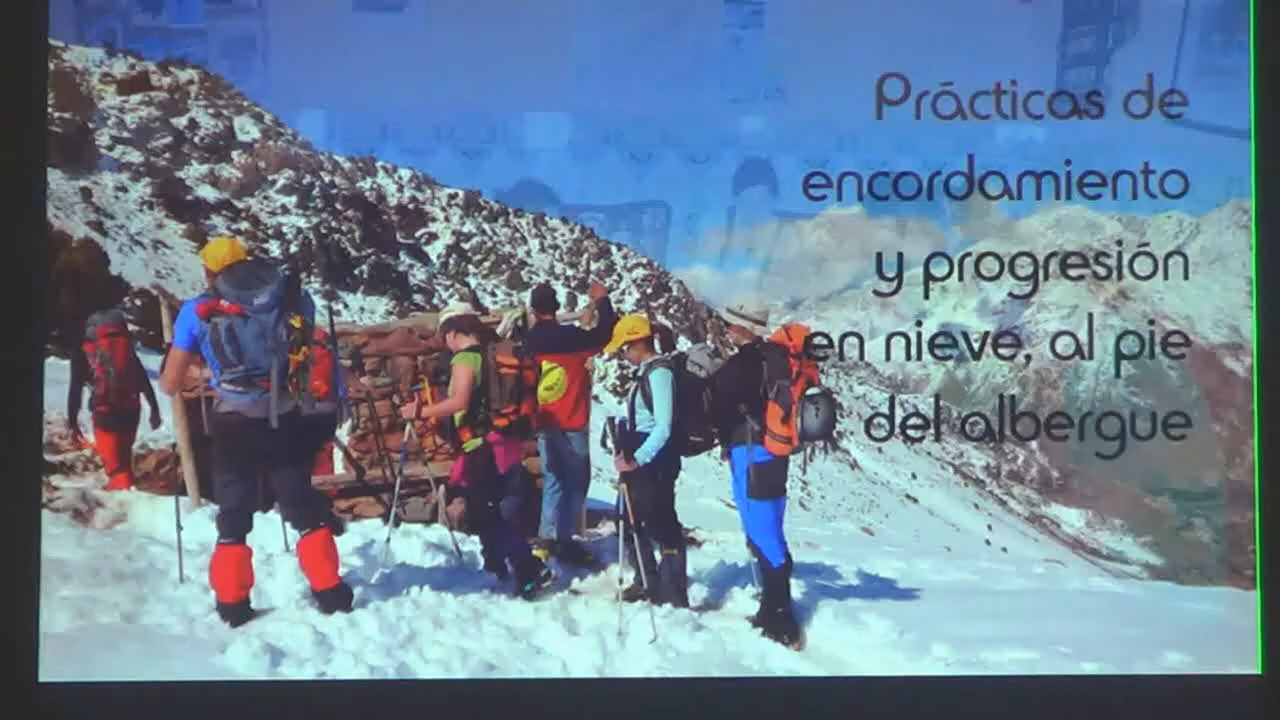 Prácticas de
encordamiento
y progresión
en nieve, al pie
del albergue